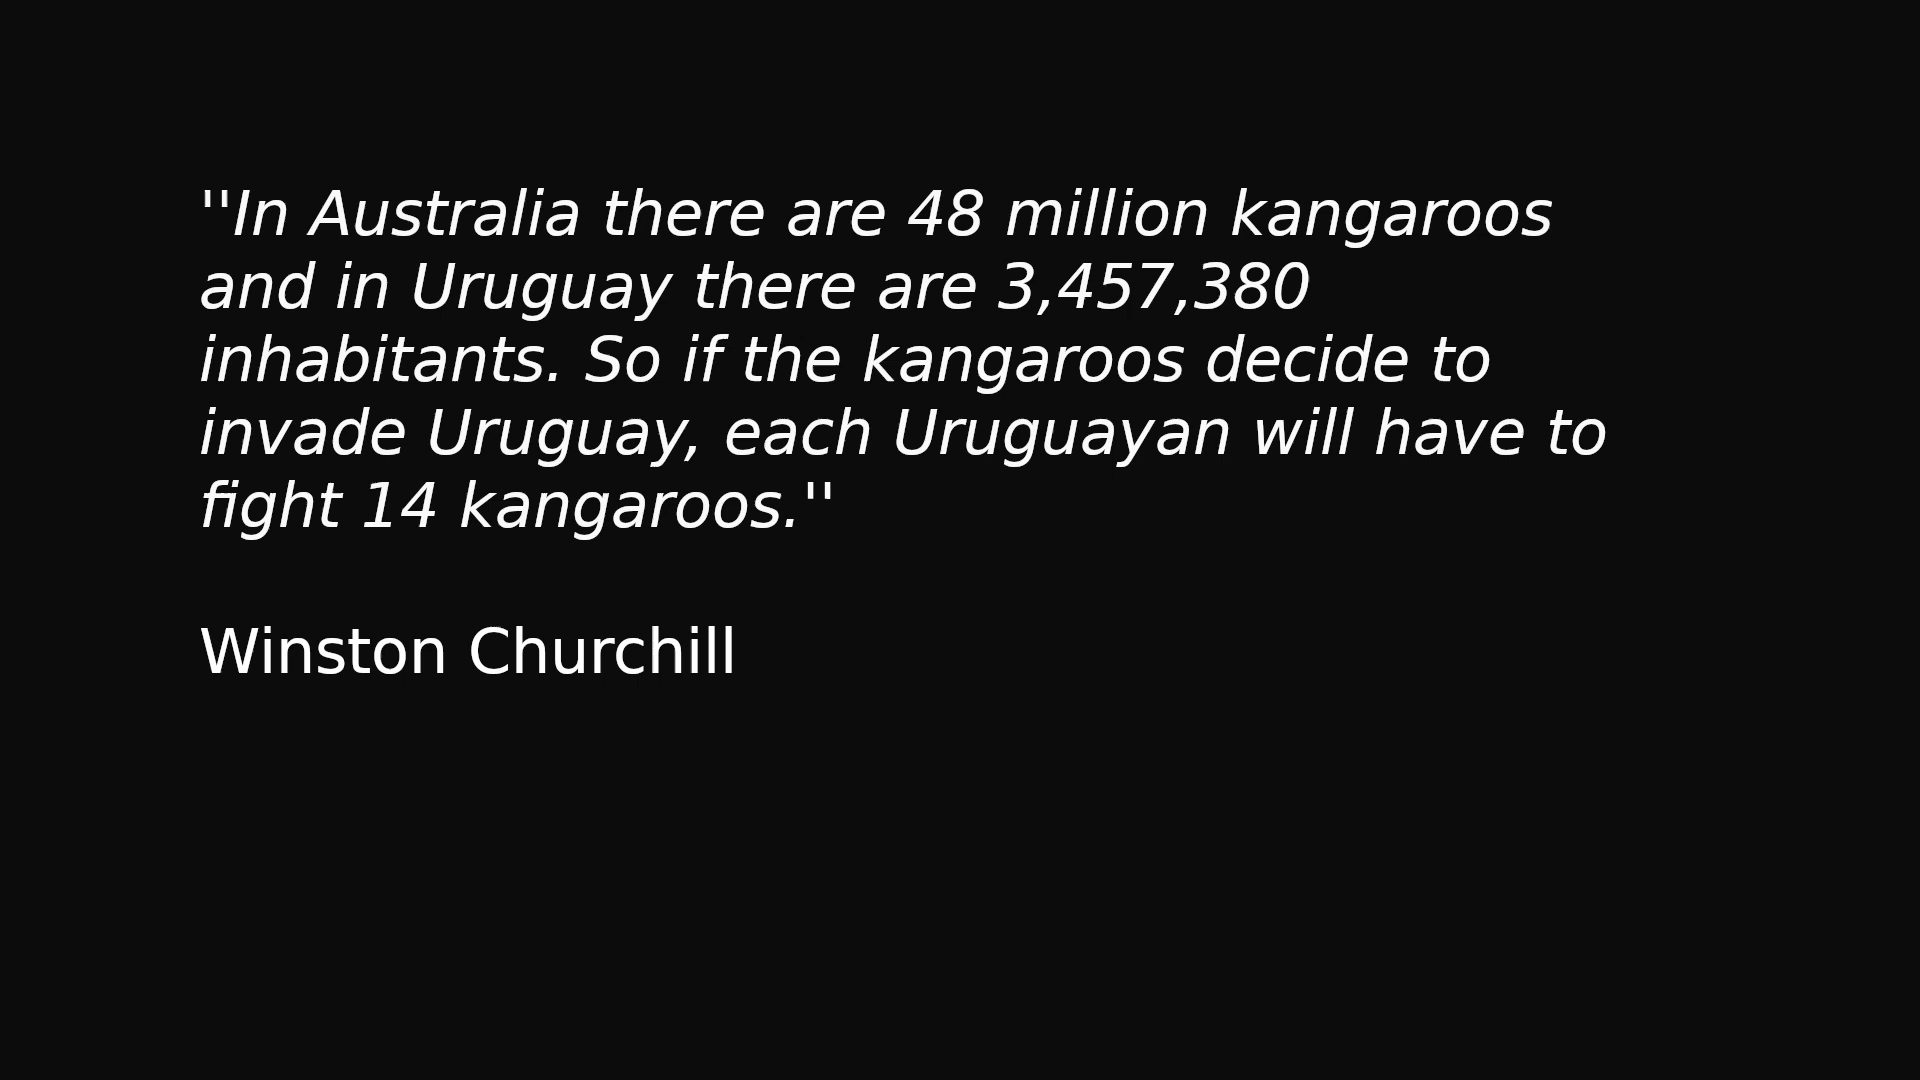 ''In Australia there are 48 million kangaroos
and in Uruguay there are 3,457,380
inhabitants. So if the kangaroos decide to
invade Uruguay, each Uruguayan will have to
fight 14 kangaroos.''
Winston Churchill